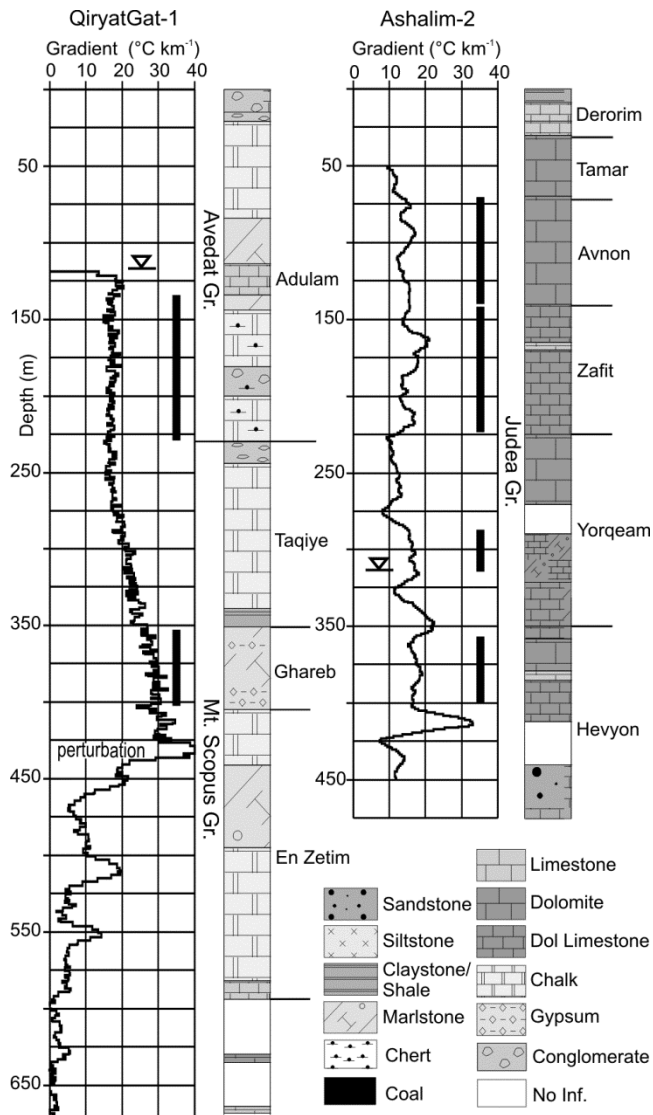 QiryatGat-1
Gradient (°C km⁻¹)
0 10 20 30 40
50
150
250
350
450
550
650
Depth (m)
perturbation
Avedat Gr.
Mt. Scopus Gr.
Adulam
Taqiye
Ghareb
En Zetim
Ashalim-2
Gradient (°C km⁻¹)
0 10 20 30 40
50
150
250
350
450
Judea Gr.
Derorim
Tamar
Avnon
Zafit
Yorqeam
Hevyon
Sandstone
Siltstone
Claystone/
Shale
Marlstone
Chert
Coal
Limestone
Dolomite
Dol Limestone
Chalk
Gypsum
Conglomerate
No Inf.